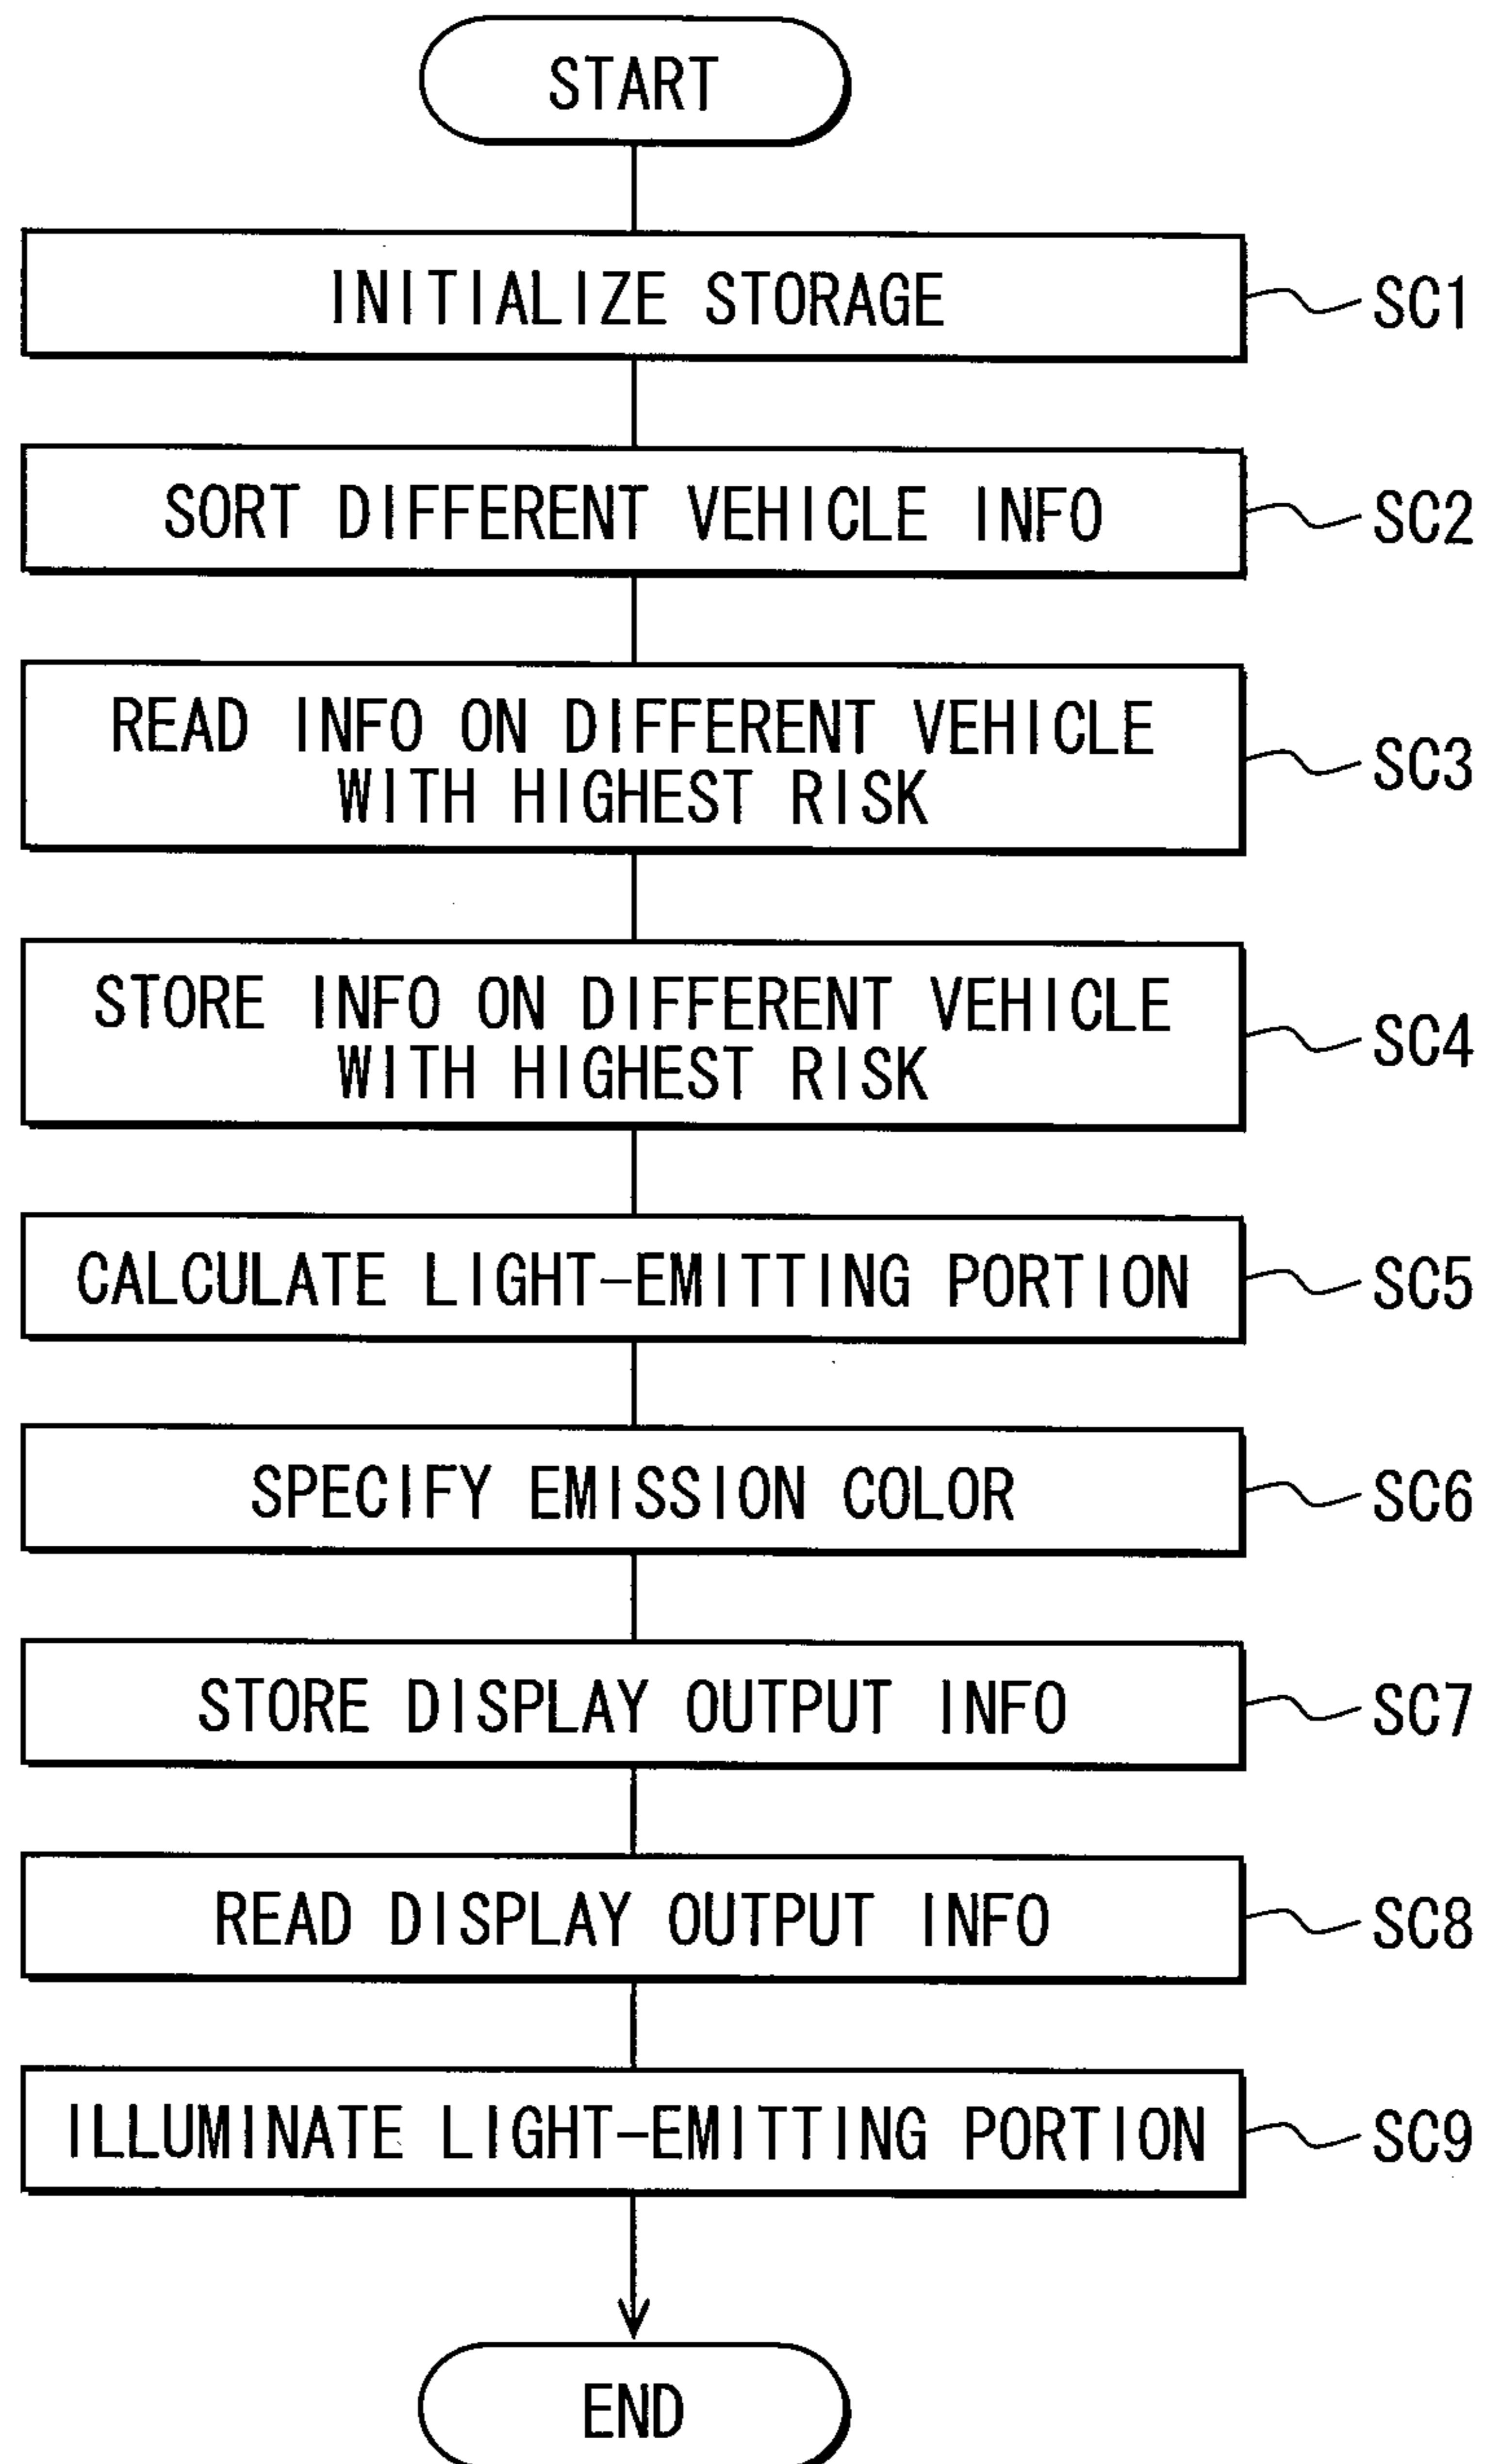 START
INITIALIZE STORAGE
SC1
SORT DIFFERENT VEHICLE INFO
SC2
READ INFO ON DIFFERENT VEHICLE
WITH HIGHEST RISK
SC3
STORE INFO ON DIFFERENT VEHICLE
WITH HIGHEST RISK
SC4
CALCULATE LIGHT-EMITTING PORTION
SC5
SPECIFY EMISSION COLOR
SC6
STORE DISPLAY OUTPUT INFO
SC7
READ DISPLAY OUTPUT INFO
SC8
ILLUMINATE LIGHT-EMITTING PORTION
SC9
END